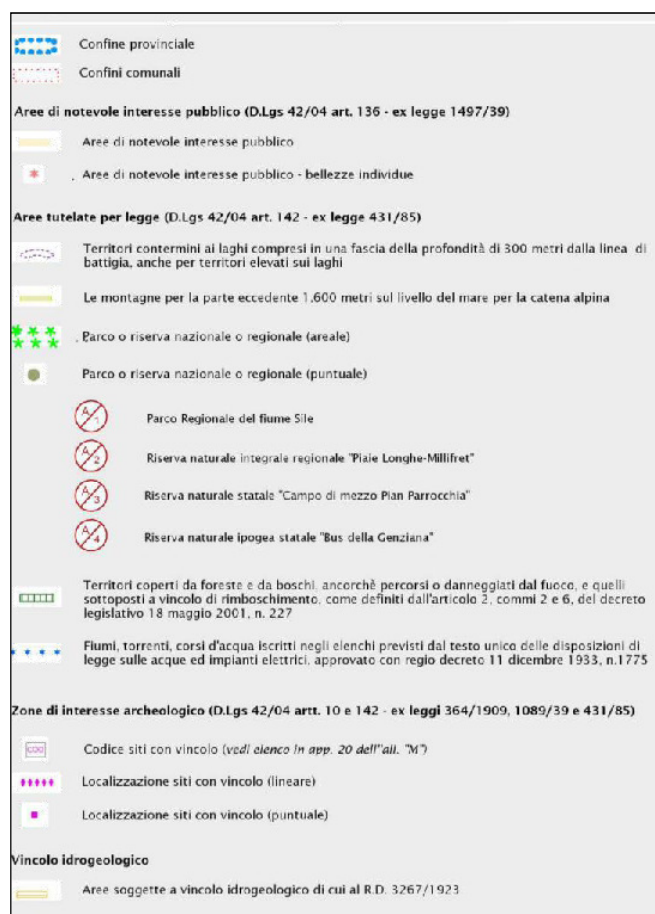 Confine provinciale
Confini comunali
Aree di notevole interesse pubblico (D.Lgs 42/04 art. 136 - ex legge 1497/39)
Aree di notevole interesse pubblico
. Aree di notevole interesse pubblico - bellezze individue
Aree tutelate per legge (D.Lgs 42/04 art. 142 - ex legge 431/85)
Territori contermini ai laghi compresi in una fascia della profondità di 300 metri dalla linea di
battigia, anche per territori elevati sui laghi
Le montagne per la parte eccedente 1.600 metri sul livello del mare per la catena alpina
. Parco o riserva nazionale o regionale (areale)
Parco o riserva nazionale o regionale (puntuale)
A/1 Parco Regionale del fiume Sile
A/2 Riserva naturale integrale regionale "Piaie Longhe-Millifret"
A/3 Riserva naturale statale "Campo di mezzo Pian Parrocchia"
A/4 Riserva naturale ipogea statale "Bus della Genziana"
Territori coperti da foreste e da boschi, ancorchè percorsi o danneggiati dal fuoco, e quelli
sottoposti a vincolo di rimboschimento, come definiti dall'articolo 2, commi 2 e 6, del decreto
legislativo 18 maggio 2001, n. 227
Fiumi, torrenti, corsi d'acqua iscritti negli elenchi previsti dal testo unico delle disposizioni di
legge sulle acque ed impianti elettrici, approvato con regio decreto 11 dicembre 1933, n.1775
Zone di interesse archeologico (D.Lgs 42/04 artt. 10 e 142 - ex leggi 364/1909, 1089/39 e 431/85)
Codice siti con vincolo (vedi elenco in app. 20 dell"all. "M")
Localizzazione siti con vincolo (lineare)
Localizzazione siti con vincolo (puntuale)
Vincolo idrogeologico
Aree soggette a vincolo idrogeologico di cui al R.D. 3267/1923